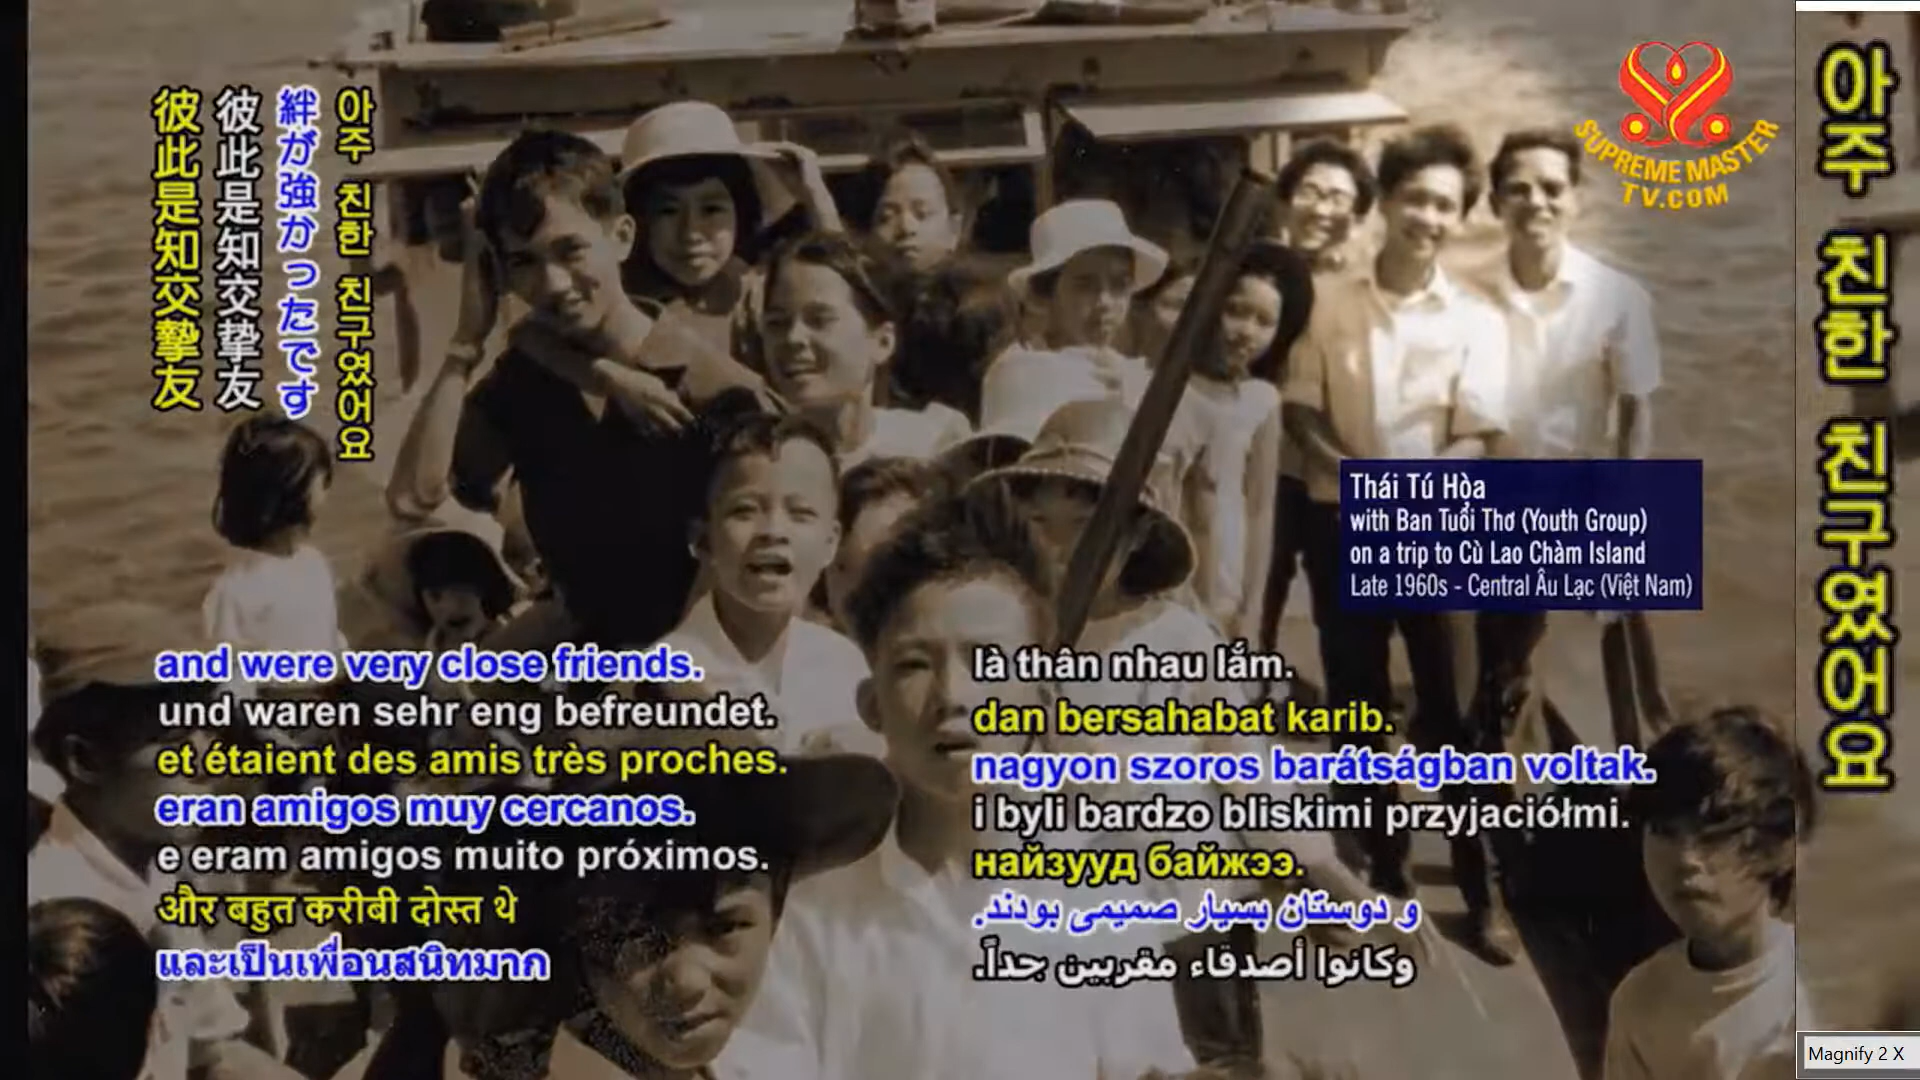 彼此是知交摯友
彼此是知交挚友
絆が強かったです
아주 친한 친구였어요
SUPREME MASTER
TV.COM
Thái Tú Hòa
with Ban Tuổi Thơ (Youth Group)
on a trip to Cù Lao Chàm Island
Late 1960s - Central Âu Lạc (Việt Nam)
and were very close friends.
und waren sehr eng befreundet.
et étaient des amis très proches.
eran amigos muy cercanos.
e eram amigos muito próximos.
और बहुत करीबी दोस्त थे
และเป็นเพื่อนสนิทมาก
là thân nhau lắm.
dan bersahabat karib.
nagyon szoros barátságban voltak.
i byli bardzo bliskimi przyjaciółmi.
найзууд байжээ.
و دوستان بسیار صمیمی بودند.
وكانوا أصدقاء مقربين جداً.
아주 친한 친구였어요
Magnify 2 X